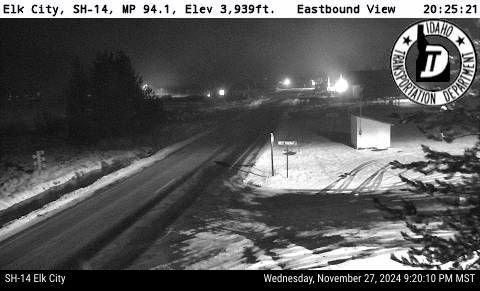 Elk City, SH-14, MP 94.1, Elev 3,939ft.   Eastbound View   20:25:21
IDAHO
TRANSPORTATION DEPARTMENT
SH-14 Elk City
Wednesday, November 27, 2024 9:20:10 PM MST